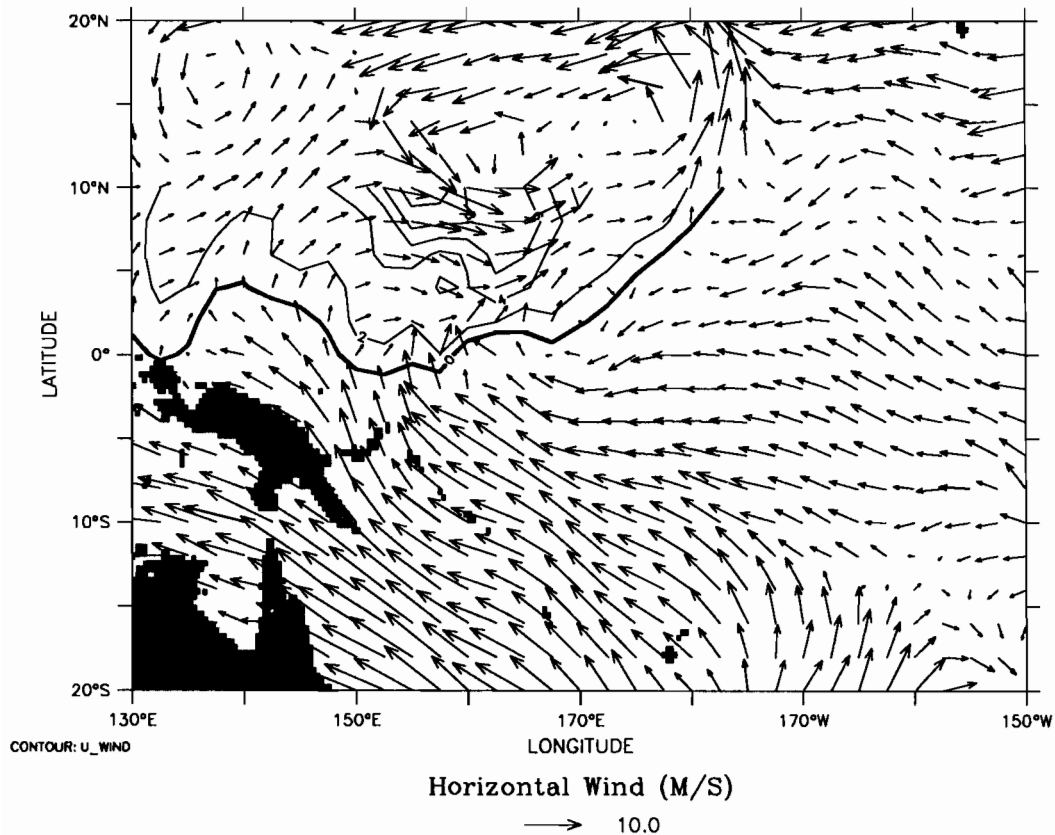 20°N
10°N
0°
10°S
20°S
LATITUDE
2
0
130°E 150°E 170°E 170°W 150°W
CONTOUR: U_WIND
LONGITUDE
Horizontal Wind (M/S)
10.0